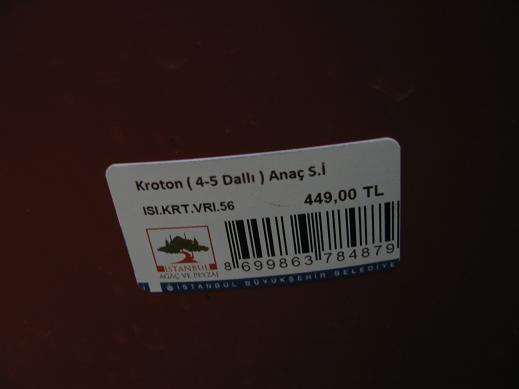 Kroton ( 4-5 Dallı ) Anaç S.İ
ISI.KRT.VRI.56 449,00 TL
İSTANBUL
AĞAÇ VE PEYZAJ
8 699863 784879
İSTANBUL BÜYÜKŞEHİR BELEDİYE